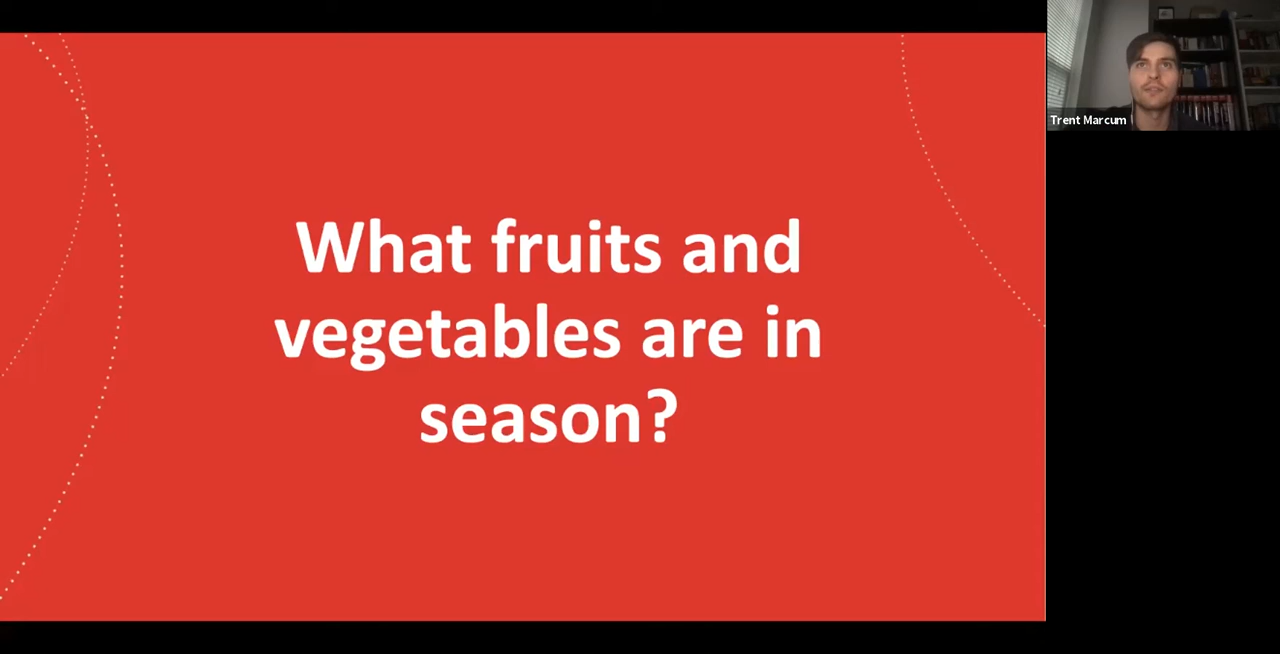 What fruits and
vegetables are in
season?
Trent Marcum